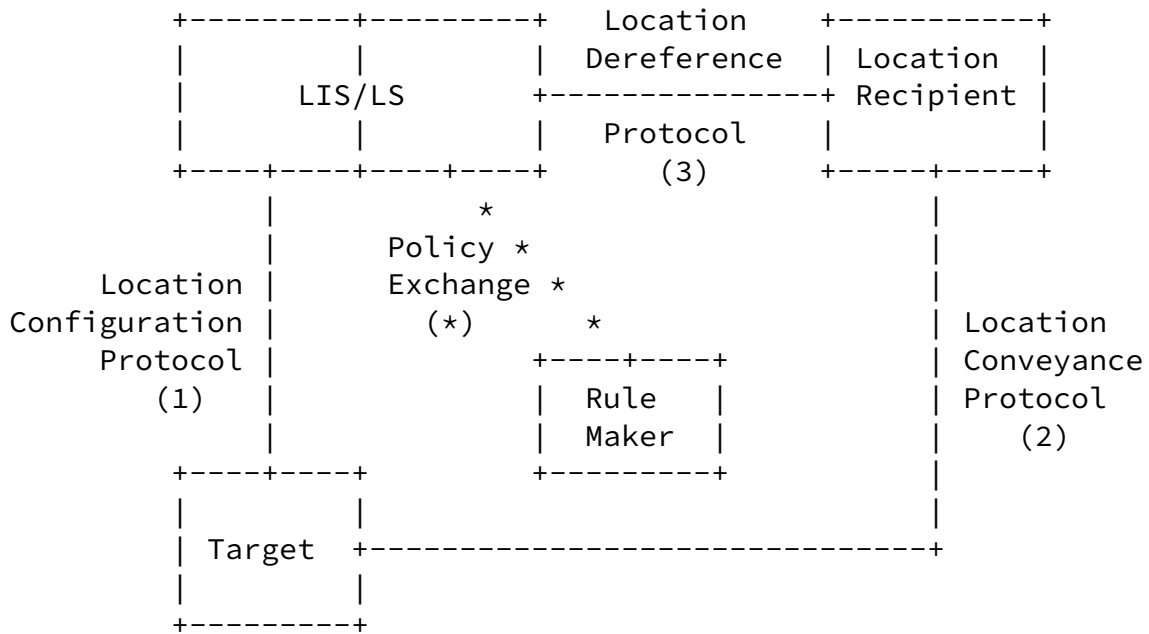 +---------+---------+   Location    +-----------+
|         |         |  Dereference  | Location  |
|      LIS/LS       +---------------+ Recipient |
|         |         |   Protocol    |           |
+----+----+----+----+      (3)      +-----+-----+
     |           *                        |
     |      Policy *                      |
Location |      Exchange *                    |
Configuration |        (*)      *                  | Location
Protocol |              +----+----+           | Conveyance
(1)   |              |  Rule   |           | Protocol
     |              |  Maker  |           |    (2)
+----+----+         +---------+           |
|         |                               |
| Target  +-------------------------------+
|         |
+---------+